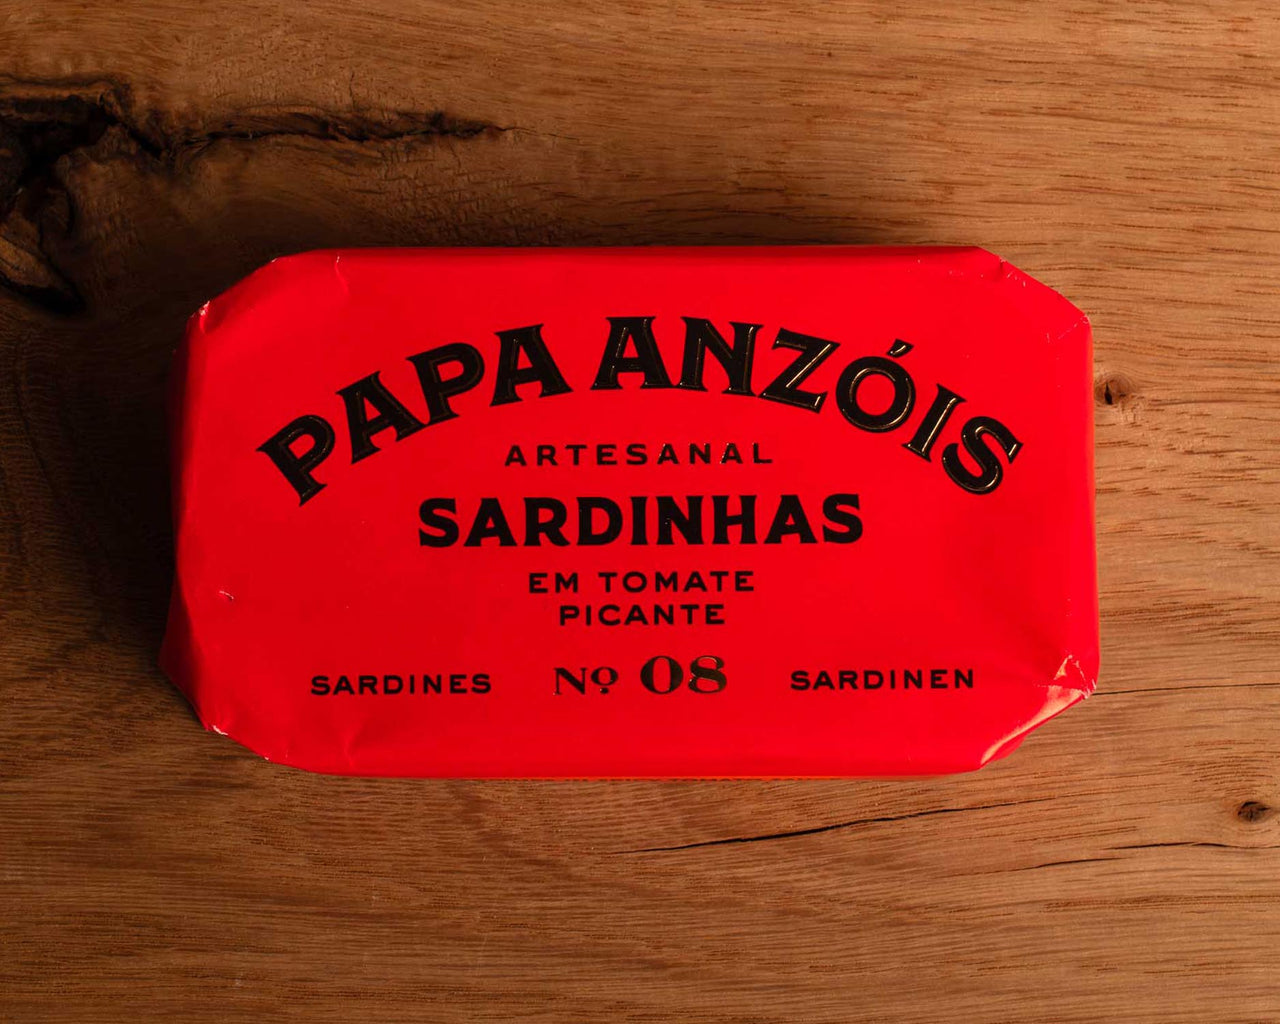 PAPA ANZÓIS
ARTESANAL
SARDINHAS
EM TOMATE
PICANTE
SARDINES Nº 08 SARDINEN